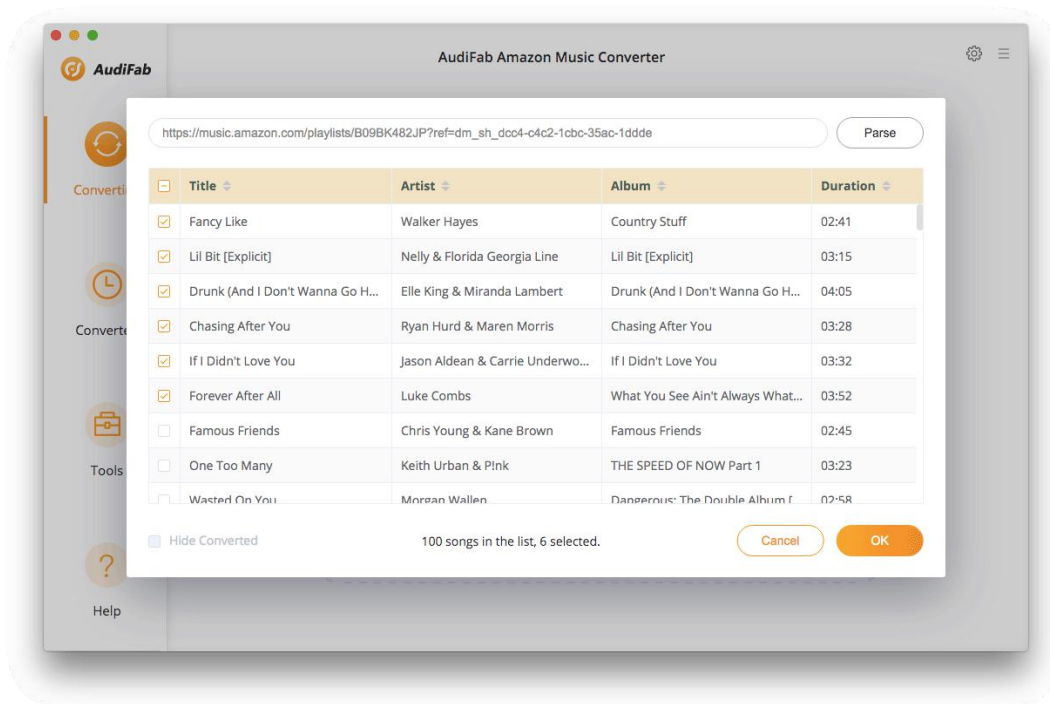 AudiFab
AudiFab Amazon Music Converter
https://music.amazon.com/playlists/B09BK482JP?ref=dm_sh_dcc4-c4c2-1cbc-35ac-1ddde
Parse
Converti
Converte
Tools
Help
Title Artist Album Duration
Fancy Like Walker Hayes Country Stuff 02:41
Lil Bit [Explicit] Nelly & Florida Georgia Line Lil Bit [Explicit] 03:15
Drunk (And I Don't Wanna Go H... Elle King & Miranda Lambert Drunk (And I Don't Wanna Go H... 04:05
Chasing After You Ryan Hurd & Maren Morris Chasing After You 03:28
If I Didn't Love You Jason Aldean & Carrie Underwo... If I Didn't Love You 03:32
Forever After All Luke Combs What You See Ain't Always What... 03:52
Famous Friends Chris Young & Kane Brown Famous Friends 02:45
One Too Many Keith Urban & P!nk THE SPEED OF NOW Part 1 03:23
Wasted On You Morgan Wallen Dangerous: The Double Album [ 02:58
Hide Converted
100 songs in the list, 6 selected.
Cancel
OK